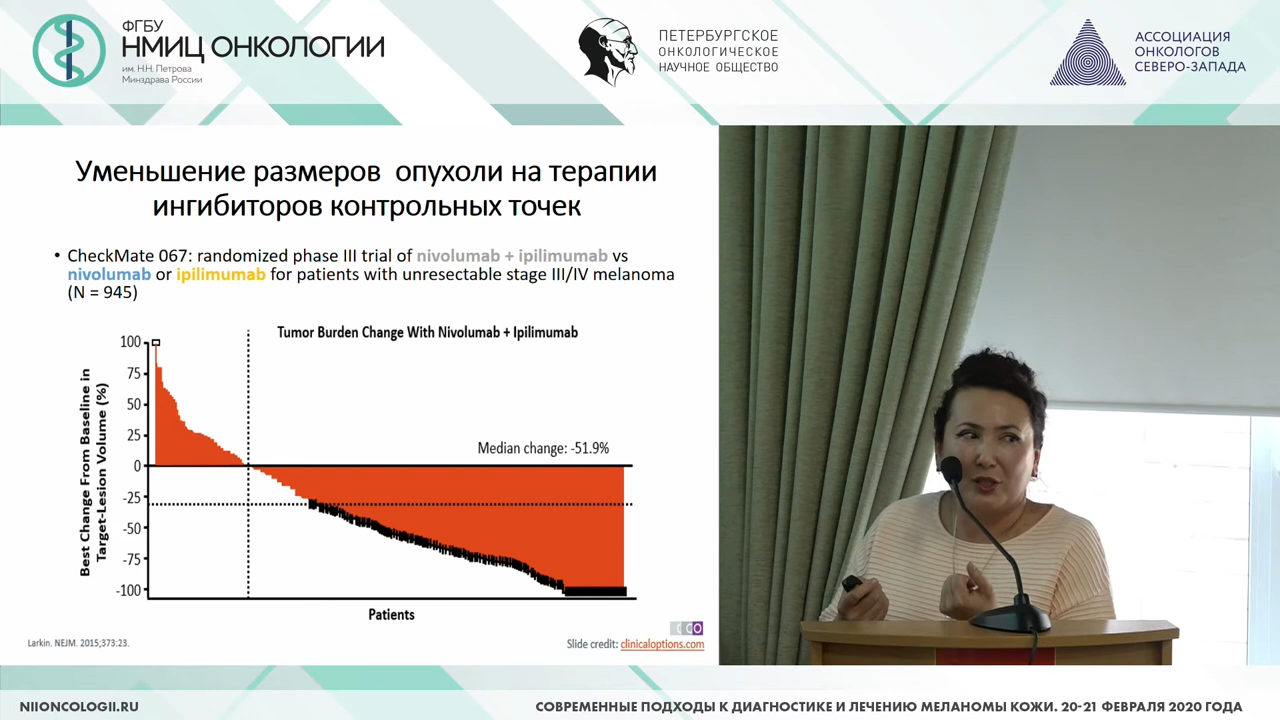 ФГБУ
НМИЦ ОНКОЛОГИИ
им. Н.Н. Петрова
Минздрава России
ПЕТЕРБУРГСКОЕ
ОНКОЛОГИЧЕСКОЕ
НАУЧНОЕ ОБЩЕСТВО
АССОЦИАЦИЯ
ОНКОЛОГОВ
СЕВЕРО-ЗАПАДА
Уменьшение размеров опухоли на терапии
ингибиторов контрольных точек
• CheckMate 067: randomized phase III trial of nivolumab + ipilimumab vs
nivolumab or ipilimumab for patients with unresectable stage III/IV melanoma
(N = 945)
Tumor Burden Change With Nivolumab + Ipilimumab
Best Change From Baseline in
Target-Lesion Volume (%)
100
75
50
25
0
-25
-50
-75
-100
Median change: -51.9%
Patients
CCO
Larkin. NEJM. 2015;373:23.
Slide credit: clinicaloptions.com
NIIONCOLOGII.RU
СОВРЕМЕННЫЕ ПОДХОДЫ К ДИАГНОСТИКЕ И ЛЕЧЕНИЮ МЕЛАНОМЫ КОЖИ. 20-21 ФЕВРАЛЯ 2020 ГОДА